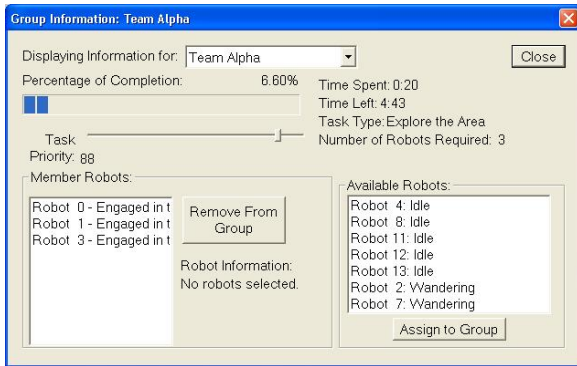 Group Information: Team Alpha
Displaying Information for: Team Alpha
Close
Percentage of Completion: 6.60%
Time Spent: 0:20
Time Left: 4:43
Task Type:Explore the Area
Number of Robots Required: 3
Task
Priority: 88
Member Robots:
Robot 0 - Engaged in t
Robot 1 - Engaged in t
Robot 3 - Engaged in t
Remove From
Group
Robot Information:
No robots selected.
Available Robots:
Robot 4: Idle
Robot 8: Idle
Robot 11: Idle
Robot 12: Idle
Robot 13: Idle
Robot 2: Wandering
Robot 7: Wandering
Assign to Group